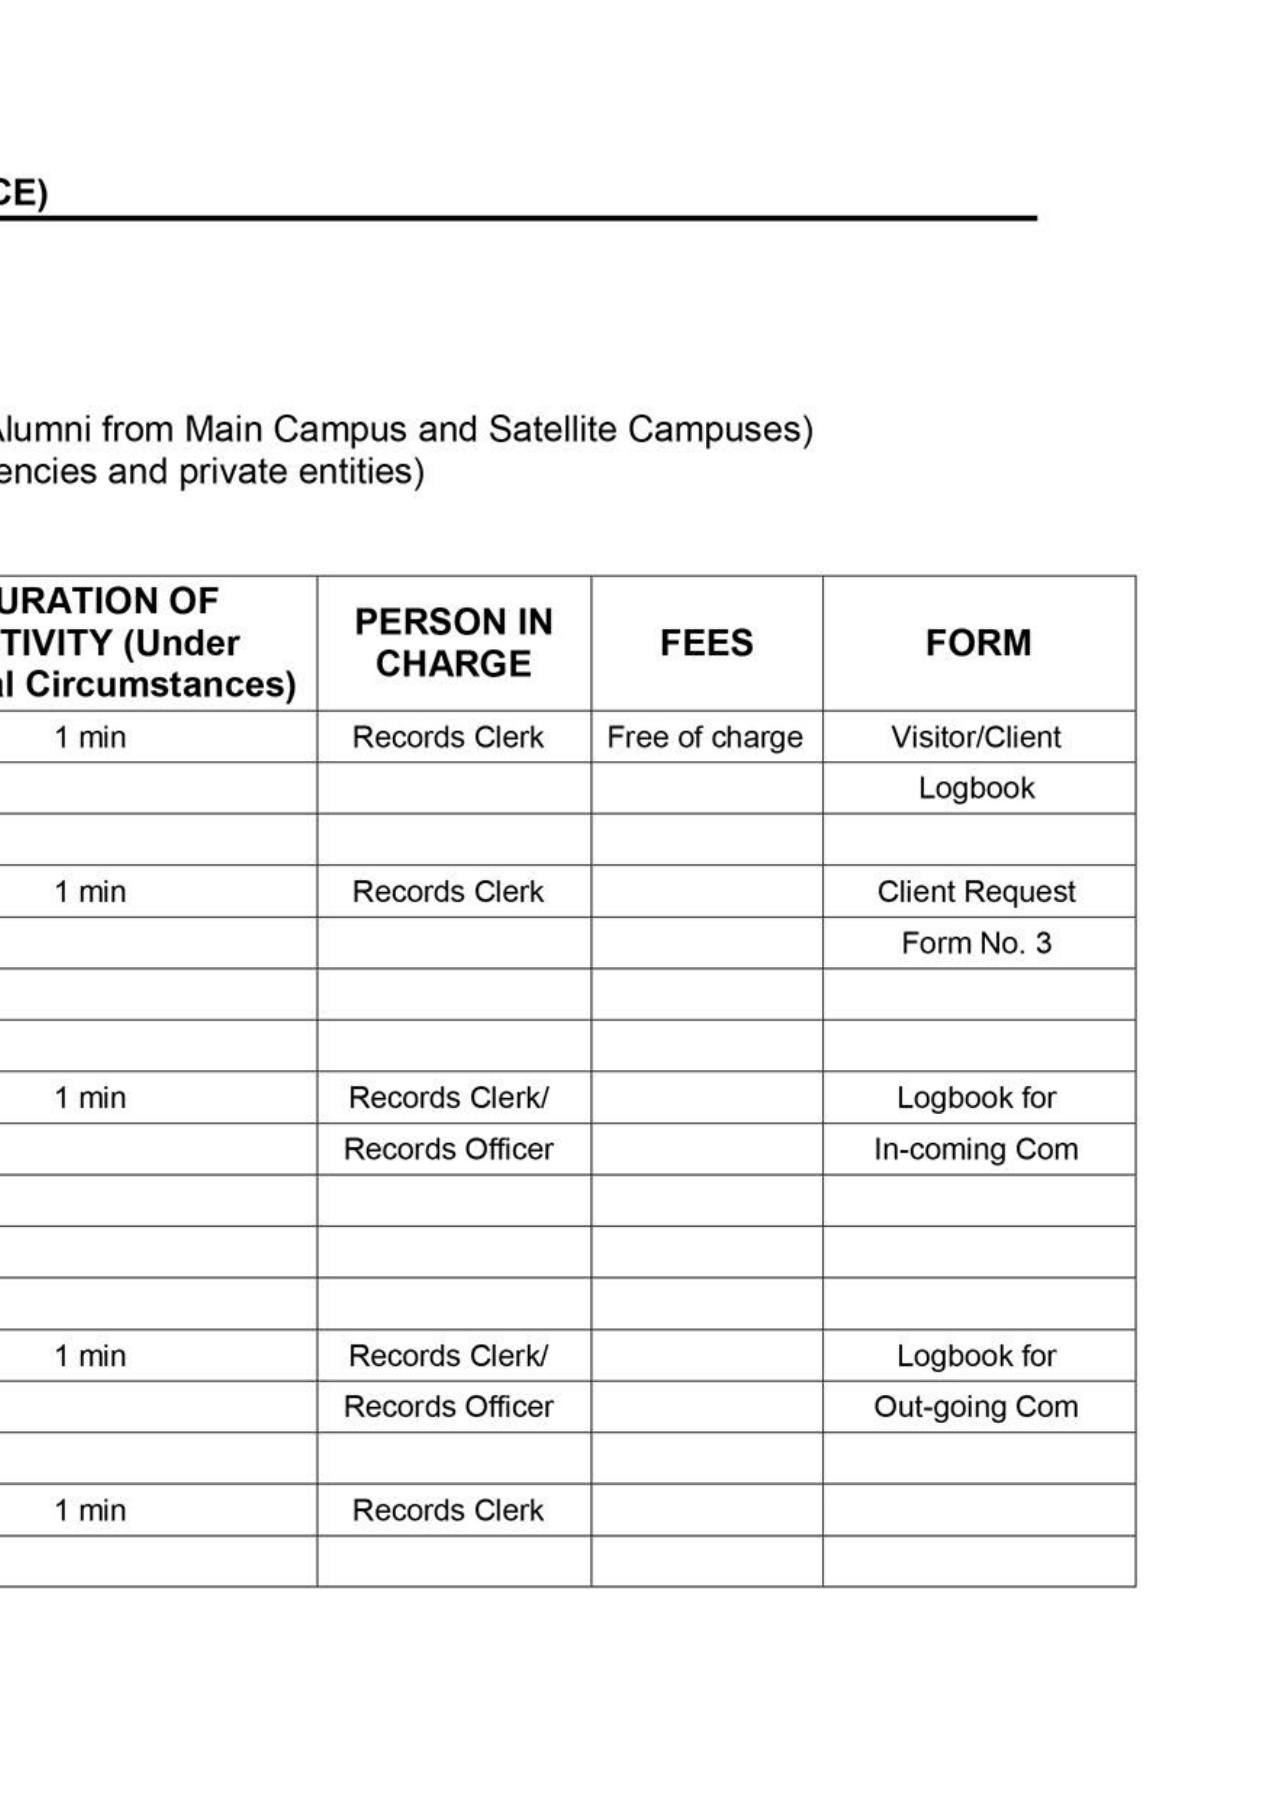 CE)
Alumni from Main Campus and Satellite Campuses)
encies and private entities)
URATION OF
TIVITY (Under
al Circumstances)
PERSON IN
CHARGE
FEES
FORM
1 min Records Clerk Free of charge Visitor/Client
Logbook
1 min Records Clerk Client Request
Form No. 3
1 min Records Clerk/ Logbook for
Records Officer In-coming Com
1 min Records Clerk/ Logbook for
Records Officer Out-going Com
1 min Records Clerk